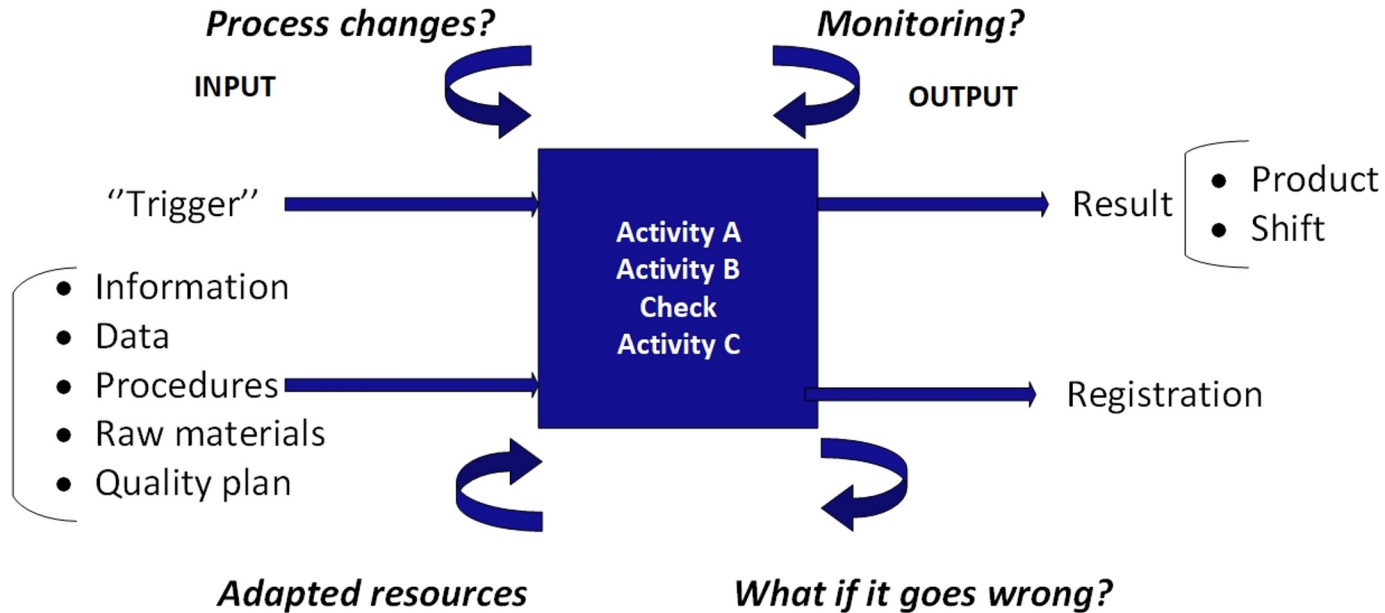 Process changes?
Monitoring?
INPUT
OUTPUT
‘’Trigger’’
• Information
• Data
• Procedures
• Raw materials
• Quality plan
Activity A
Activity B
Check
Activity C
Result
• Product
• Shift
Registration
Adapted resources
What if it goes wrong?